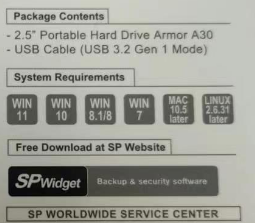 Package Contents
- 2.5" Portable Hard Drive Armor A30
- USB Cable (USB 3.2 Gen 1 Mode)
System Requirements
WIN 11
WIN 10
WIN 8.1/8
WIN 7
MAC 10.5 later
LINUX 2.6.31 later
Free Download at SP Website
SPWidget Backup & security software
SP WORLDWIDE SERVICE CENTER